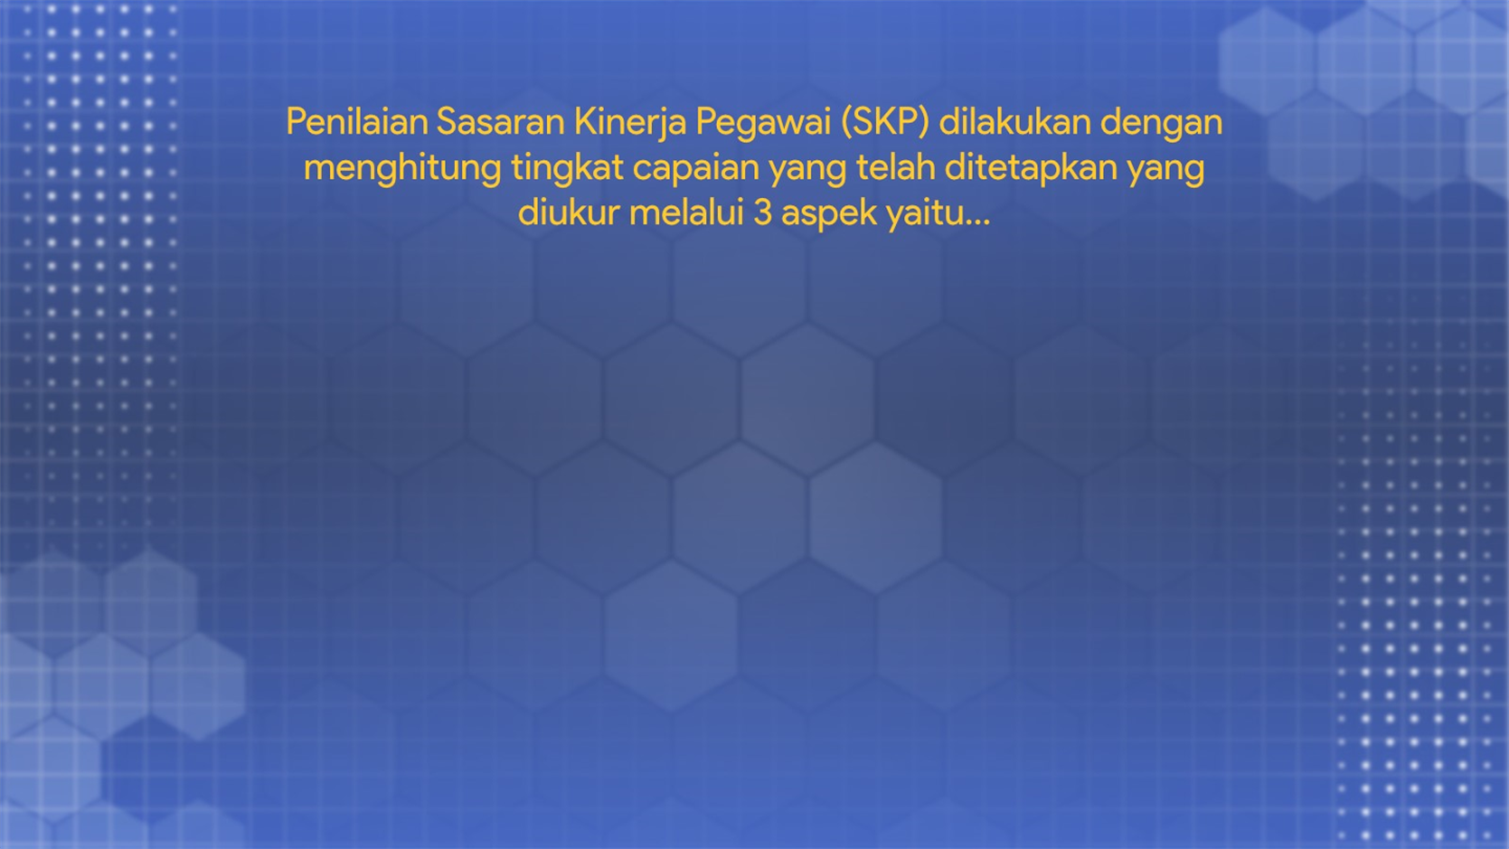 Penilaian Sasaran Kinerja Pegawai (SKP) dilakukan dengan
menghitung tingkat capaian yang telah ditetapkan yang
diukur melalui 3 aspek yaitu...